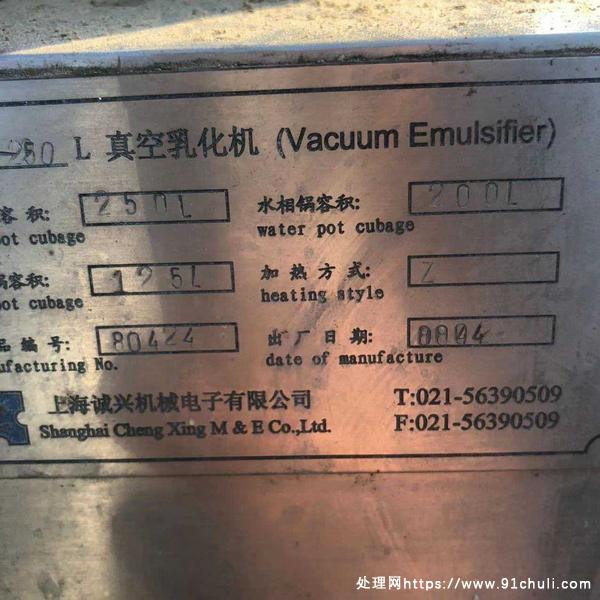 -250 L 真空乳化机 (Vacuum Emulsifier)
容积: 250L 水相锅容积: 200L
pot cubage water pot cubage
锅容积: 125L 加热方式: Z
pot cubage heating style
品编号: 80424 出厂日期: 0804
ufacturing No. date of manufacture
上海诚兴机械电子有限公司 T:021-56390509
Shanghai Cheng Xing M & E Co.,Ltd. F:021-56390509
处理网https://www.91chuli.com